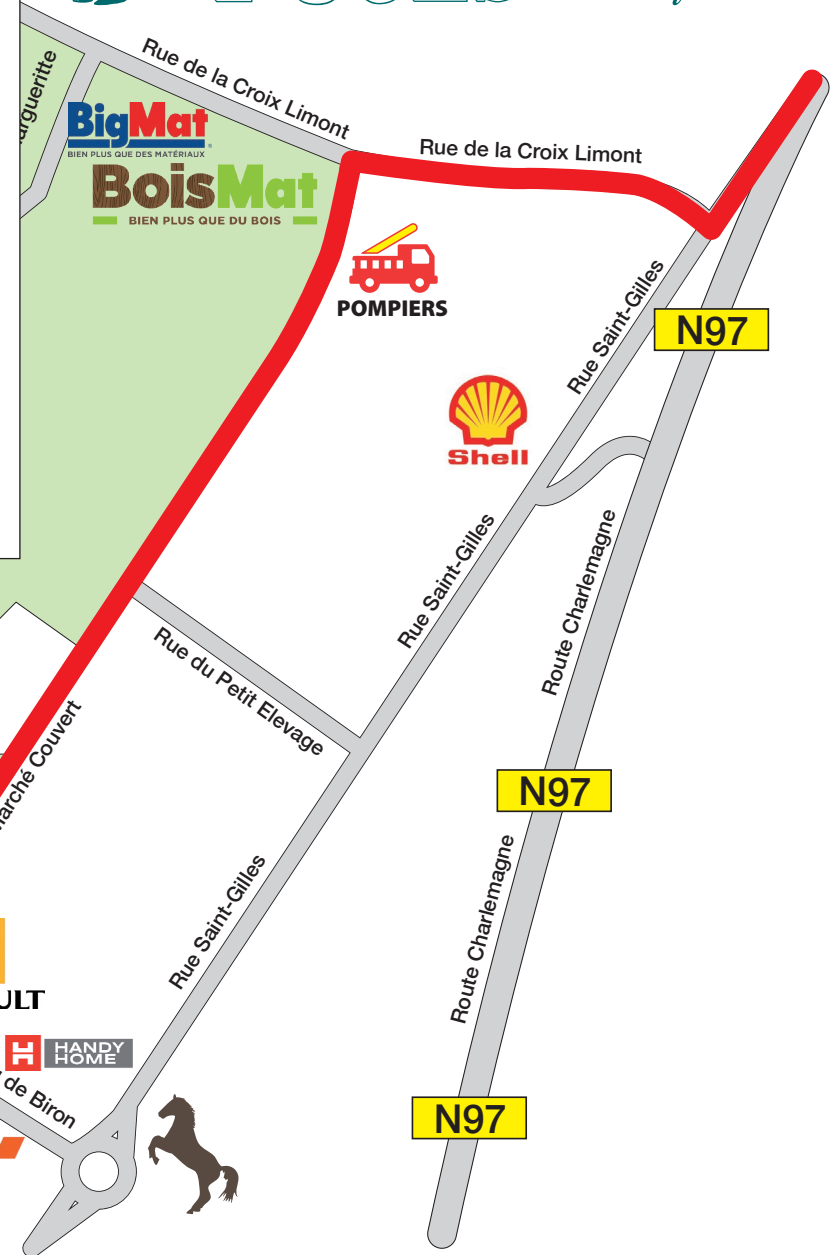 Rue de la Croix Limont
BigMat
BIEN PLUS QUE DES MATÉRIAUX
BoisMat
BIEN PLUS QUE DU BOIS
Rue de la Croix Limont
POMPIERS
Rue Saint-Gilles
N97
Shell
Rue Saint-Gilles
Route Charlemagne
Rue du Petit Elevage
Couvert
N97
Rue Saint-Gilles
Route Charlemagne
HANDY
HOME
de Biron
N97